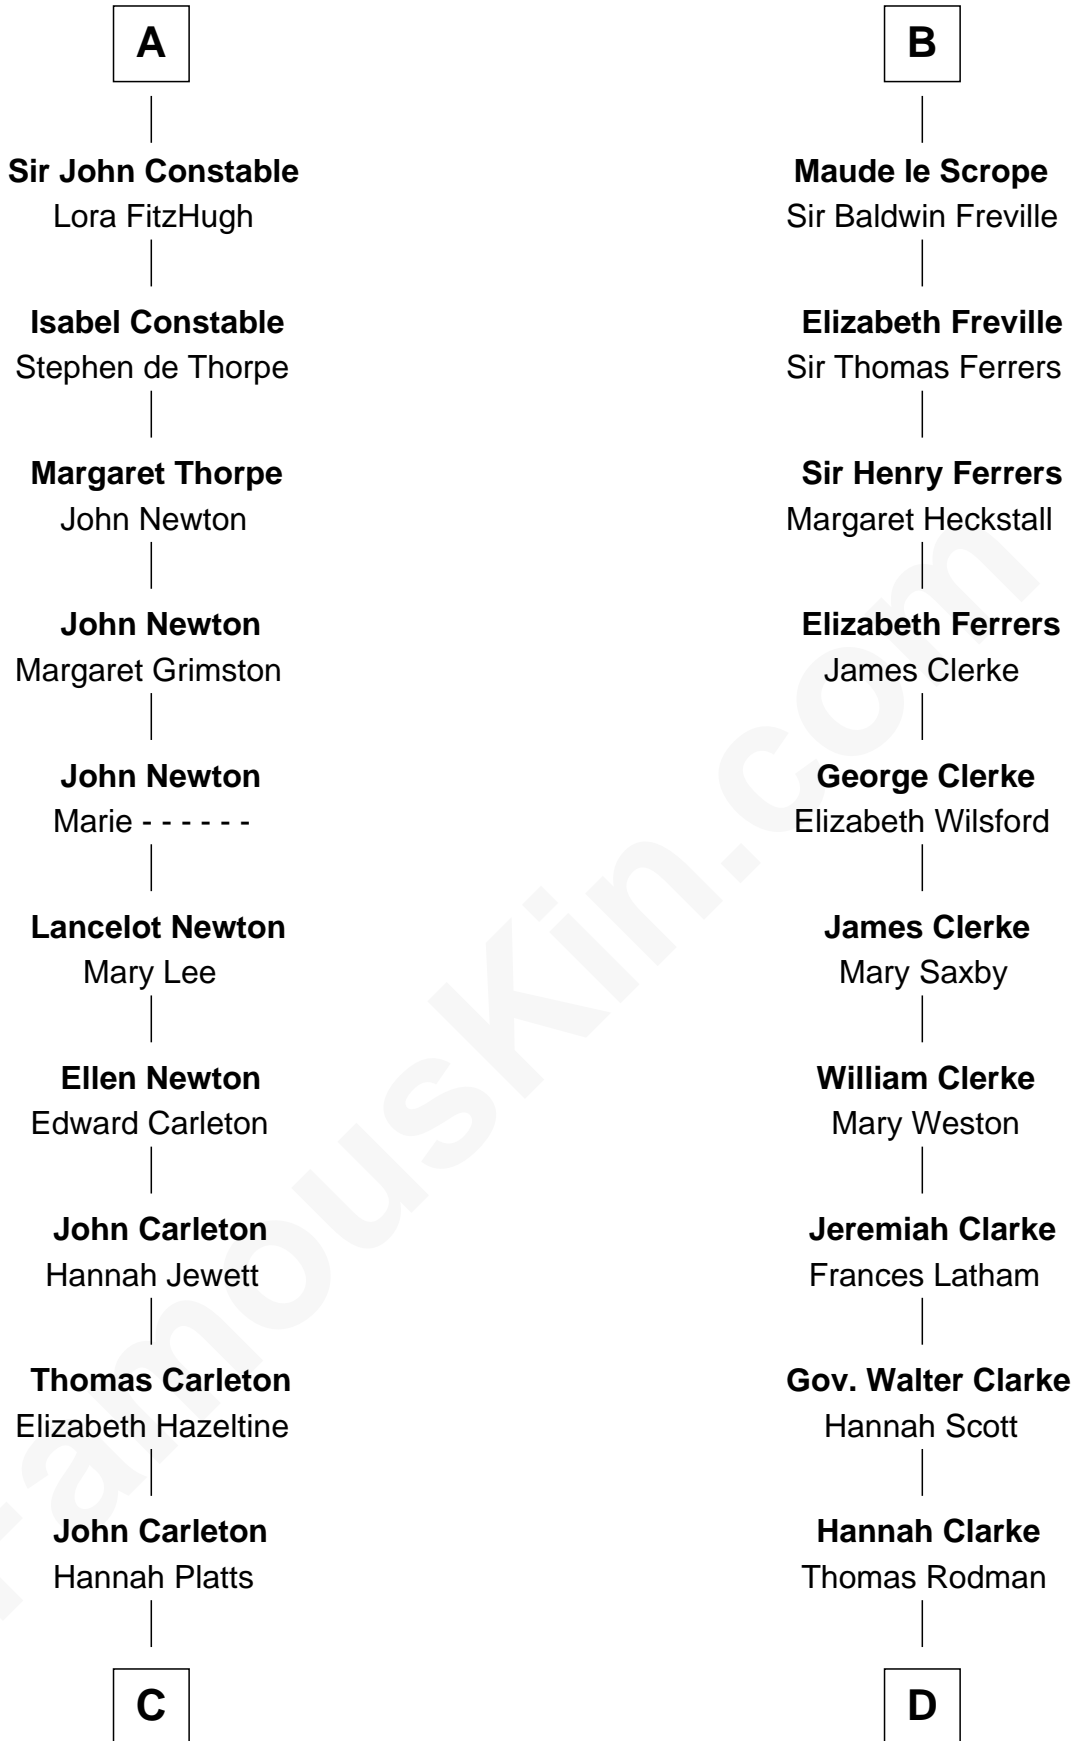 A
Sir John Constable
Lora FitzHugh
Isabel Constable
Stephen de Thorpe
Margaret Thorpe
John Newton
John Newton
Margaret Grimston
John Newton
Marie - - - - - -
Lancelot Newton
Mary Lee
Ellen Newton
Edward Carleton
John Carleton
Hannah Jewett
Thomas Carleton
Elizabeth Hazeltine
John Carleton
Hannah Platts
C
B
Maude le Scrope
Sir Baldwin Freville
Elizabeth Freville
Sir Thomas Ferrers
Sir Henry Ferrers
Margaret Heckstall
Elizabeth Ferrers
James Clerke
George Clerke
Elizabeth Wilsford
James Clerke
Mary Saxby
William Clerke
Mary Weston
Jeremiah Clarke
Frances Latham
Gov. Walter Clarke
Hannah Scott
Hannah Clarke
Thomas Rodman
D
FamousKin.com